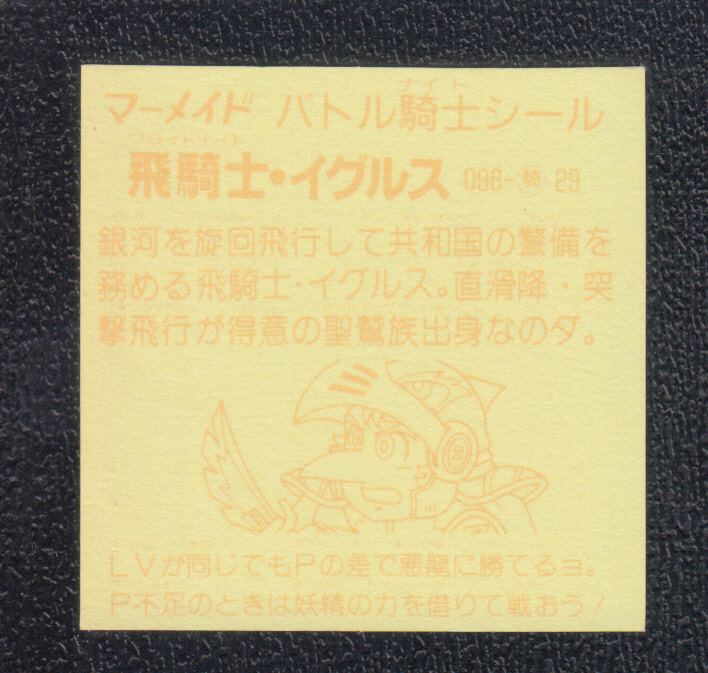 マーメイド バトル騎士シール
飛騎士・イグルス 09B-騎 29
銀河を旋回飛行して共和国の警備を
務める飛騎士・イグルス。直滑降・突
撃飛行が得意の聖鷲族出身なのダ。
LVが同じでもPの差で悪龍に勝てるヨ。
P不足のときは妖精の力を借りて戦おう!